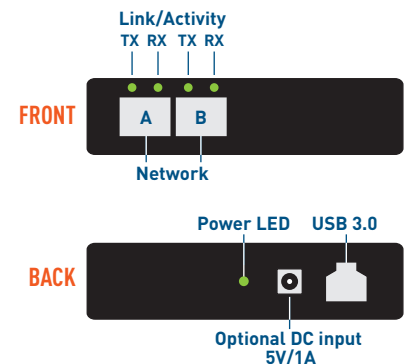 Link/Activity
TX RX TX RX
FRONT
A B
Network
Power LED USB 3.0
BACK
Optional DC input
5V/1A